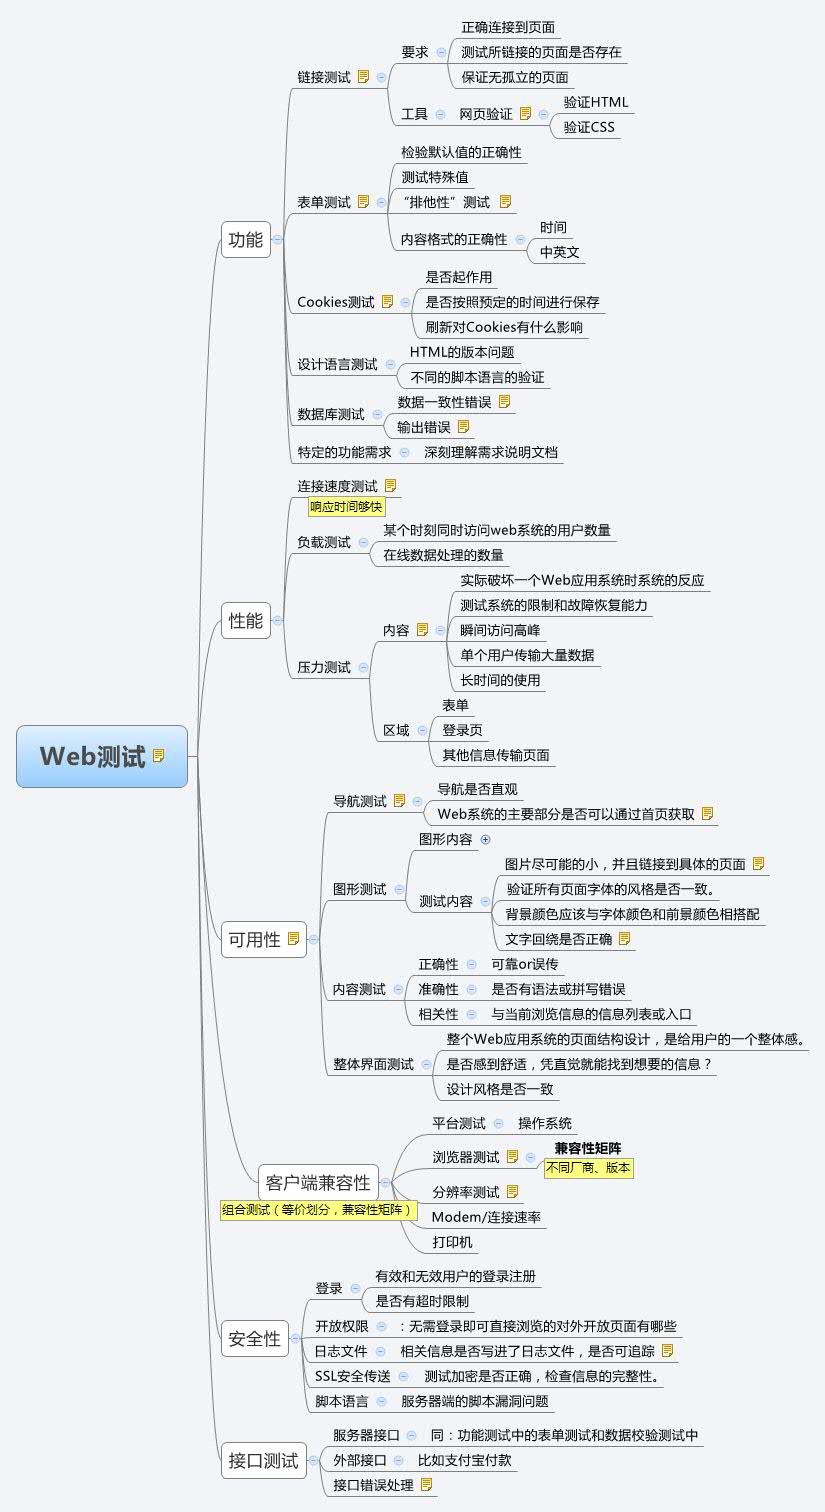 Web测试
功能
链接测试
要求
正确连接到页面
测试所链接的页面是否存在
保证无孤立的页面
工具
网页验证
验证HTML
验证CSS
表单测试
检验默认值的正确性
测试特殊值
“排他性”测试
内容格式的正确性
时间
中英文
Cookies测试
是否起作用
是否按照预定的时间进行保存
刷新对Cookies有什么影响
设计语言测试
HTML的版本问题
不同的脚本语言的验证
数据库测试
数据一致性错误
输出错误
特定的功能需求
深刻理解需求说明文档
性能
连接速度测试
响应时间够快
负载测试
某个时刻同时访问web系统的用户数量
在线数据处理的数量
压力测试
内容
实际破坏一个Web应用系统时系统的反应
测试系统的限制和故障恢复能力
瞬间访问高峰
单个用户传输大量数据
长时间的使用
区域
表单
登录页
其他信息传输页面
可用性
导航测试
导航是否直观
Web系统的主要部分是否可以通过首页获取
图形测试
图形内容
测试内容
图片尽可能的小，并且链接到具体的页面
验证所有页面字体的风格是否一致。
背景颜色应该与字体颜色和前景颜色相搭配
文字回绕是否正确
内容测试
正确性
可靠or误传
准确性
是否有语法或拼写错误
相关性
与当前浏览信息的信息列表或入口
整体界面测试
整个Web应用系统的页面结构设计，是给用户的一个整体感。
是否感到舒适，凭直觉就能找到想要的信息？
设计风格是否一致
客户端兼容性
组合测试（等价划分，兼容性矩阵）
平台测试
操作系统
浏览器测试
兼容性矩阵
不同厂商、版本
分辨率测试
Modem/连接速率
打印机
安全性
登录
有效和无效用户的登录注册
是否有超时限制
开放权限
：无需登录即可直接浏览的对外开放页面有哪些
日志文件
相关信息是否写进了日志文件，是否可追踪
SSL安全传送
测试加密是否正确，检查信息的完整性。
脚本语言
服务器端的脚本漏洞问题
接口测试
服务器接口
同：功能测试中的表单测试和数据校验测试中
外部接口
比如支付宝付款
接口错误处理